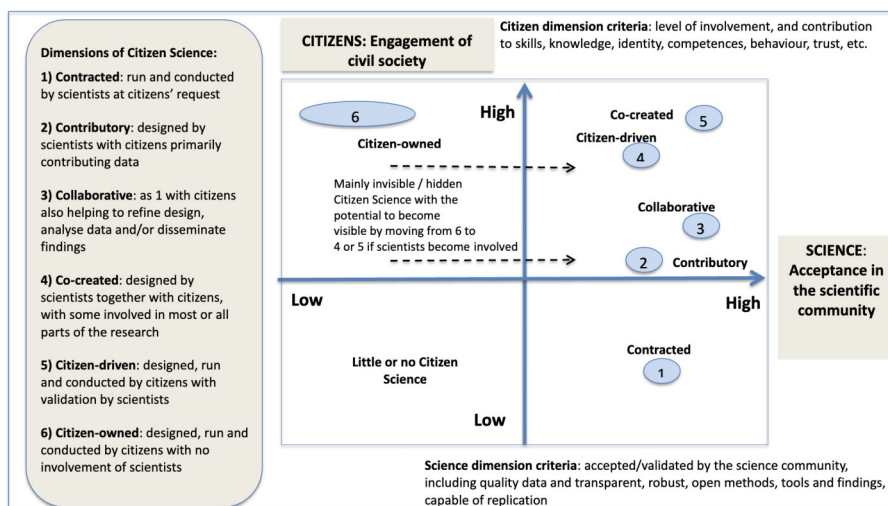 Dimensions of Citizen Science:
1) Contracted: run and conducted
by scientists at citizens’ request
2) Contributory: designed by
scientists with citizens primarily
contributing data
3) Collaborative: as 1 with citizens
also helping to refine design,
analyse data and/or disseminate
findings
4) Co-created: designed by
scientists together with citizens,
with some involved in most or all
parts of the research
5) Citizen-driven: designed, run
and conducted by citizens with
validation by scientists
6) Citizen-owned: designed, run and
conducted by citizens with no
involvement of scientists
CITIZENS: Engagement of
civil society
Citizen dimension criteria: level of involvement, and contribution
to skills, knowledge, identity, competences, behaviour, trust, etc.
6
Citizen-owned
High
Co-created
5
Citizen-driven
4
Mainly invisible / hidden
Citizen Science with the
potential to become
visible by moving from 6 to
4 or 5 if scientists become involved
Collaborative
3
2
Contributory
Low
High
SCIENCE:
Acceptance in
the scientific
community
Little or no Citizen
Science
Contracted
1
Low
Science dimension criteria: accepted/validated by the science community,
including quality data and transparent, robust, open methods, tools and findings,
capable of replication